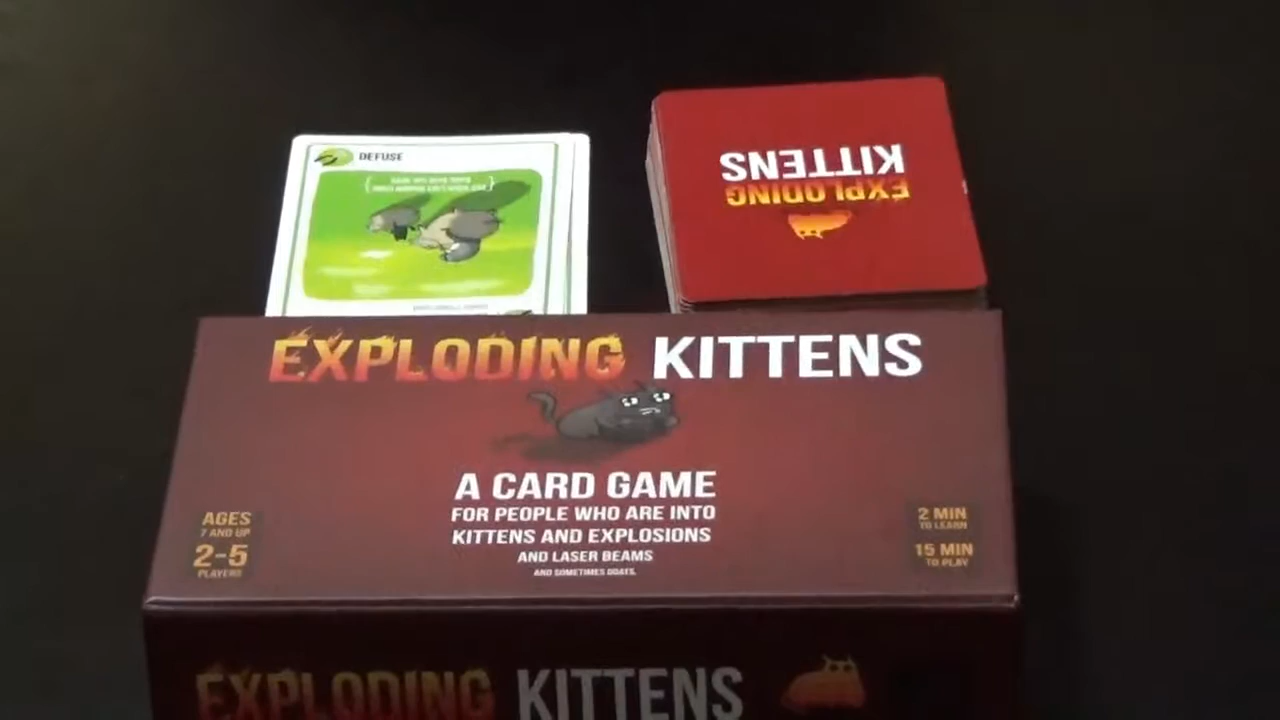 DEFUSE
EXPLODING
KITTENS
EXPLODING KITTENS
A CARD GAME
FOR PEOPLE WHO ARE INTO
KITTENS AND EXPLOSIONS
AND LASER BEAMS
AND SOMETIMES GOATS.
AGES
7 AND UP
2-5
PLAYERS
2 MIN
TO LEARN
15 MIN
TO PLAY
EXPLODING KITTENS